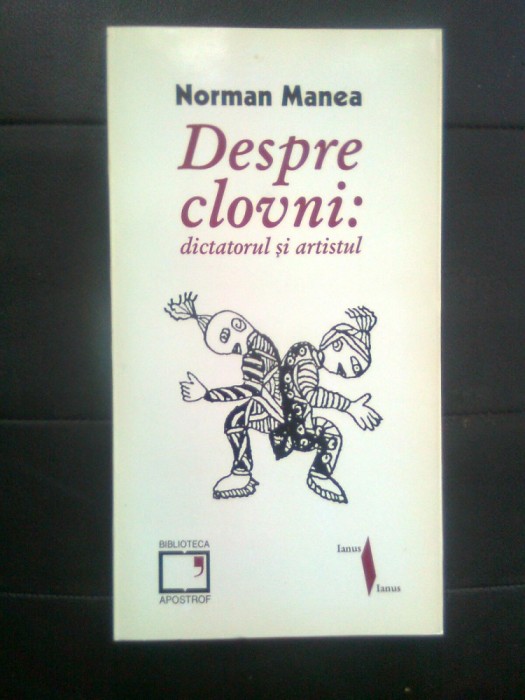 Norman Manea
Despre
clovni:
dictatorul și artistul
BIBLIOTECA
APOSTROF
Ianus
Ianus